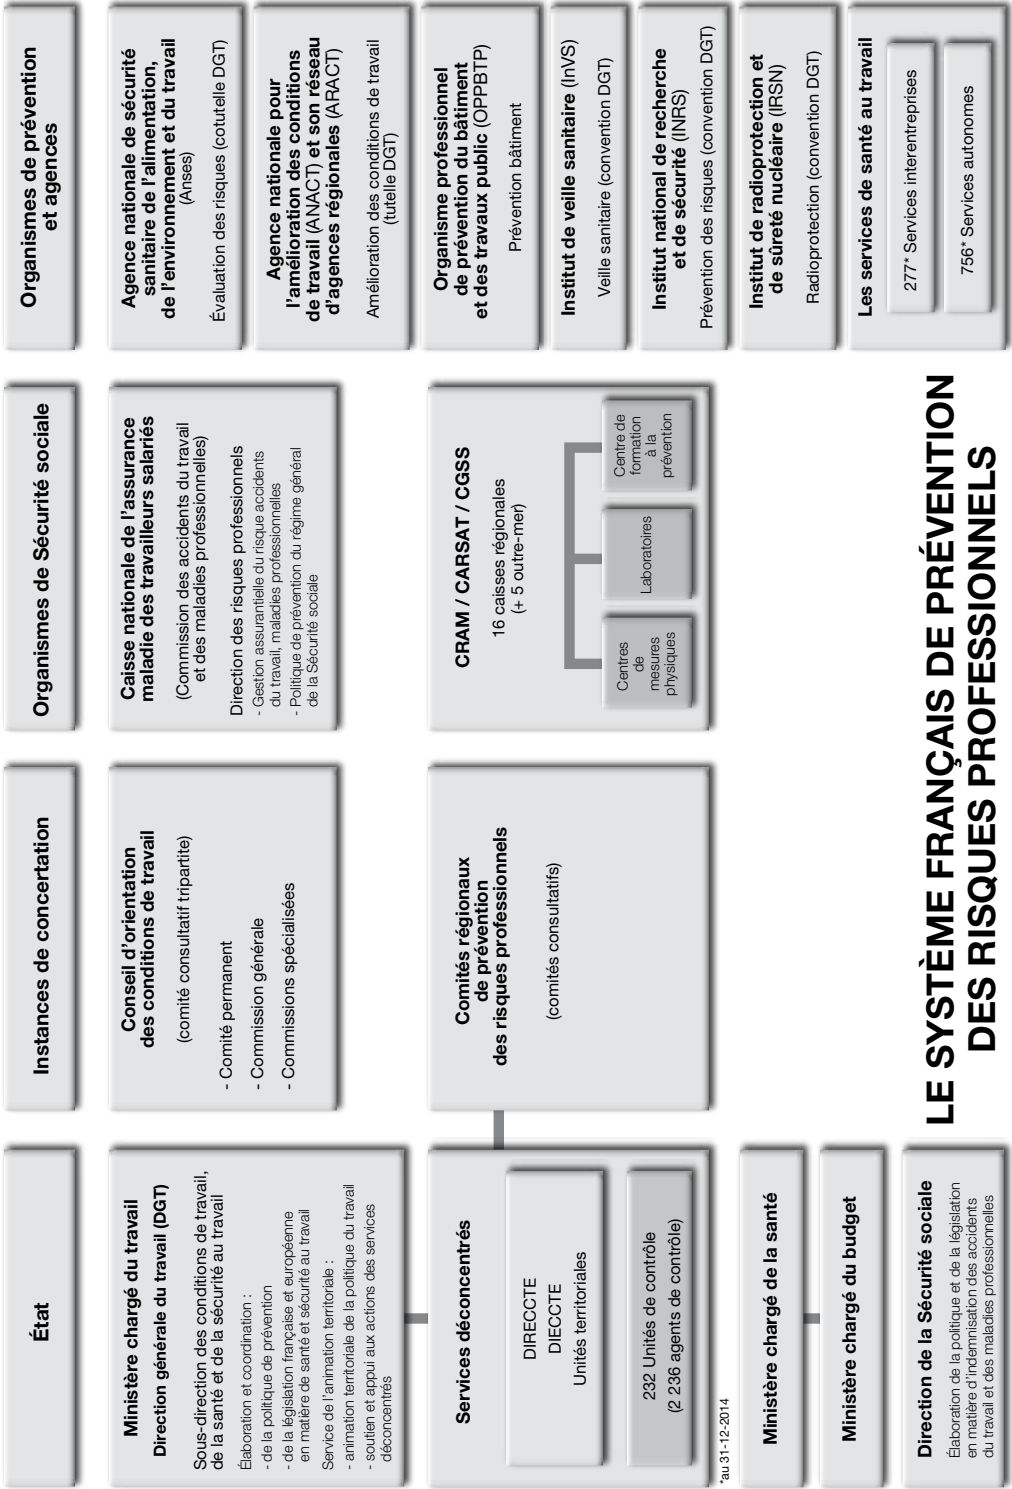 État
Ministère chargé du travail
Direction générale du travail (DGT)
Sous-direction des conditions de travail,
de la santé et de la sécurité au travail
Élaboration et coordination :
- de la politique de prévention
- de la législation française et européenne
en matière de santé et sécurité au travail
Service de l'animation territoriale :
- animation territoriale de la politique du travail
- soutien et appui aux actions des services
déconcentrés
Services déconcentrés
DIRECCTE
DIECCTE
Unités territoriales
232 Unités de contrôle
(2 236 agents de contrôle)
*au 31-12-2014
Ministère chargé de la santé
Ministère chargé du budget
Direction de la Sécurité sociale
Élaboration de la politique et de la législation
en matière d'indemnisation des accidents
du travail et des maladies professionnelles
Instances de concertation
Conseil d'orientation
des conditions de travail
(comité consultatif tripartite)
- Comité permanent
- Commission générale
- Commissions spécialisées
Comités régionaux
de prévention
des risques professionnels
(comités consultatifs)
Organismes de Sécurité sociale
Caisse nationale de l'assurance
maladie des travailleurs salariés
(Commission des accidents du travail
et des maladies professionnelles)
Direction des risques professionnels
- Gestion assurantielle du risque accidents
du travail, maladies professionnelles
- Politique de prévention du régime général
de la Sécurité sociale
CRAM / CARSAT / CGSS
16 caisses régionales
(+ 5 outre-mer)
Centres
de
mesures
physiques
Laboratoires
Centre de
formation
à la
prévention
Organismes de prévention
et agences
Agence nationale de sécurité
sanitaire de l'alimentation,
de l'environnement et du travail
(Anses)
Évaluation des risques (cotutelle DGT)
Agence nationale pour
l'amélioration des conditions
de travail (ANACT) et son réseau
d'agences régionales (ARACT)
Amélioration des conditions de travail
(tutelle DGT)
Organisme professionnel
de prévention du bâtiment
et des travaux public (OPPBTP)
Prévention bâtiment
Institut de veille sanitaire (InVS)
Veille sanitaire (convention DGT)
Institut national de recherche
et de sécurité (INRS)
Prévention des risques (convention DGT)
Institut de radioprotection et
de sûreté nucléaire (IRSN)
Radioprotection (convention DGT)
Les services de santé au travail
277* Services interentreprises
756* Services autonomes
LE SYSTÈME FRANÇAIS DE PRÉVENTION
DES RISQUES PROFESSIONNELS